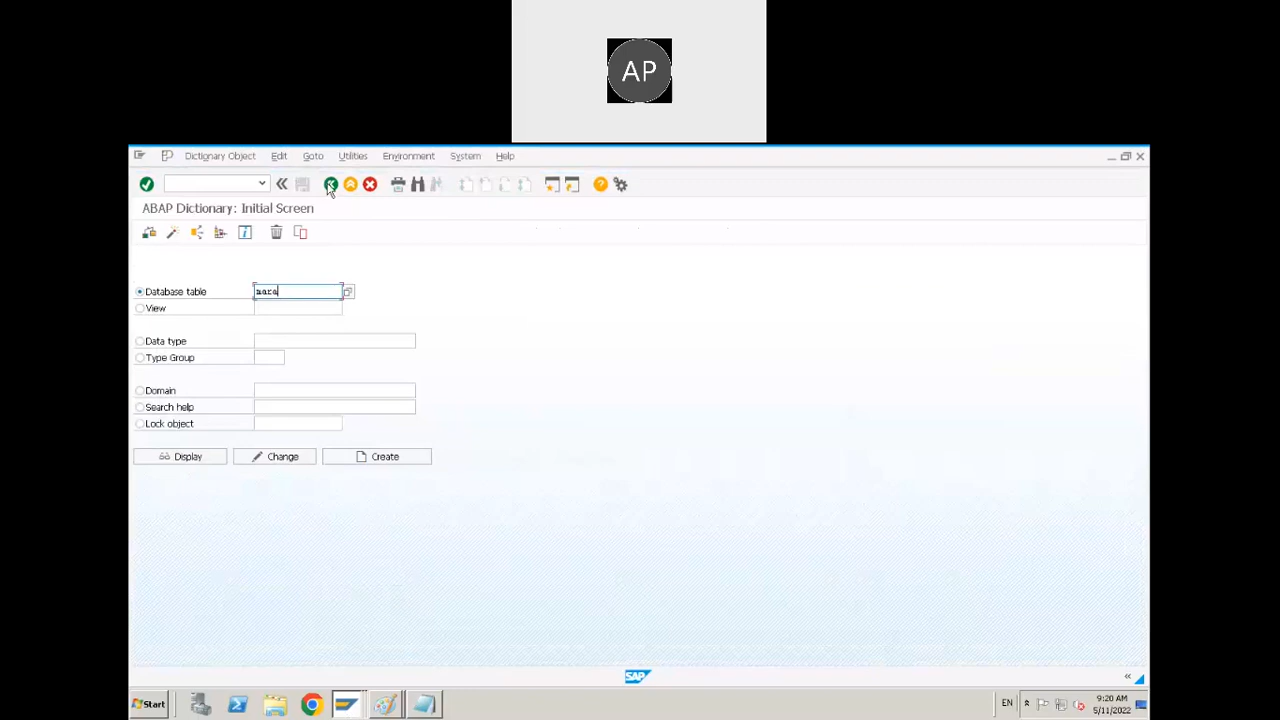 AP
Dictionary Object Edit Goto Utilities Environment System Help
ABAP Dictionary: Initial Screen
Database table mara
View
Data type
Type Group
Domain
Search help
Lock object
Display Change Create
SAP
Start EN 9:20 AM
5/11/2022